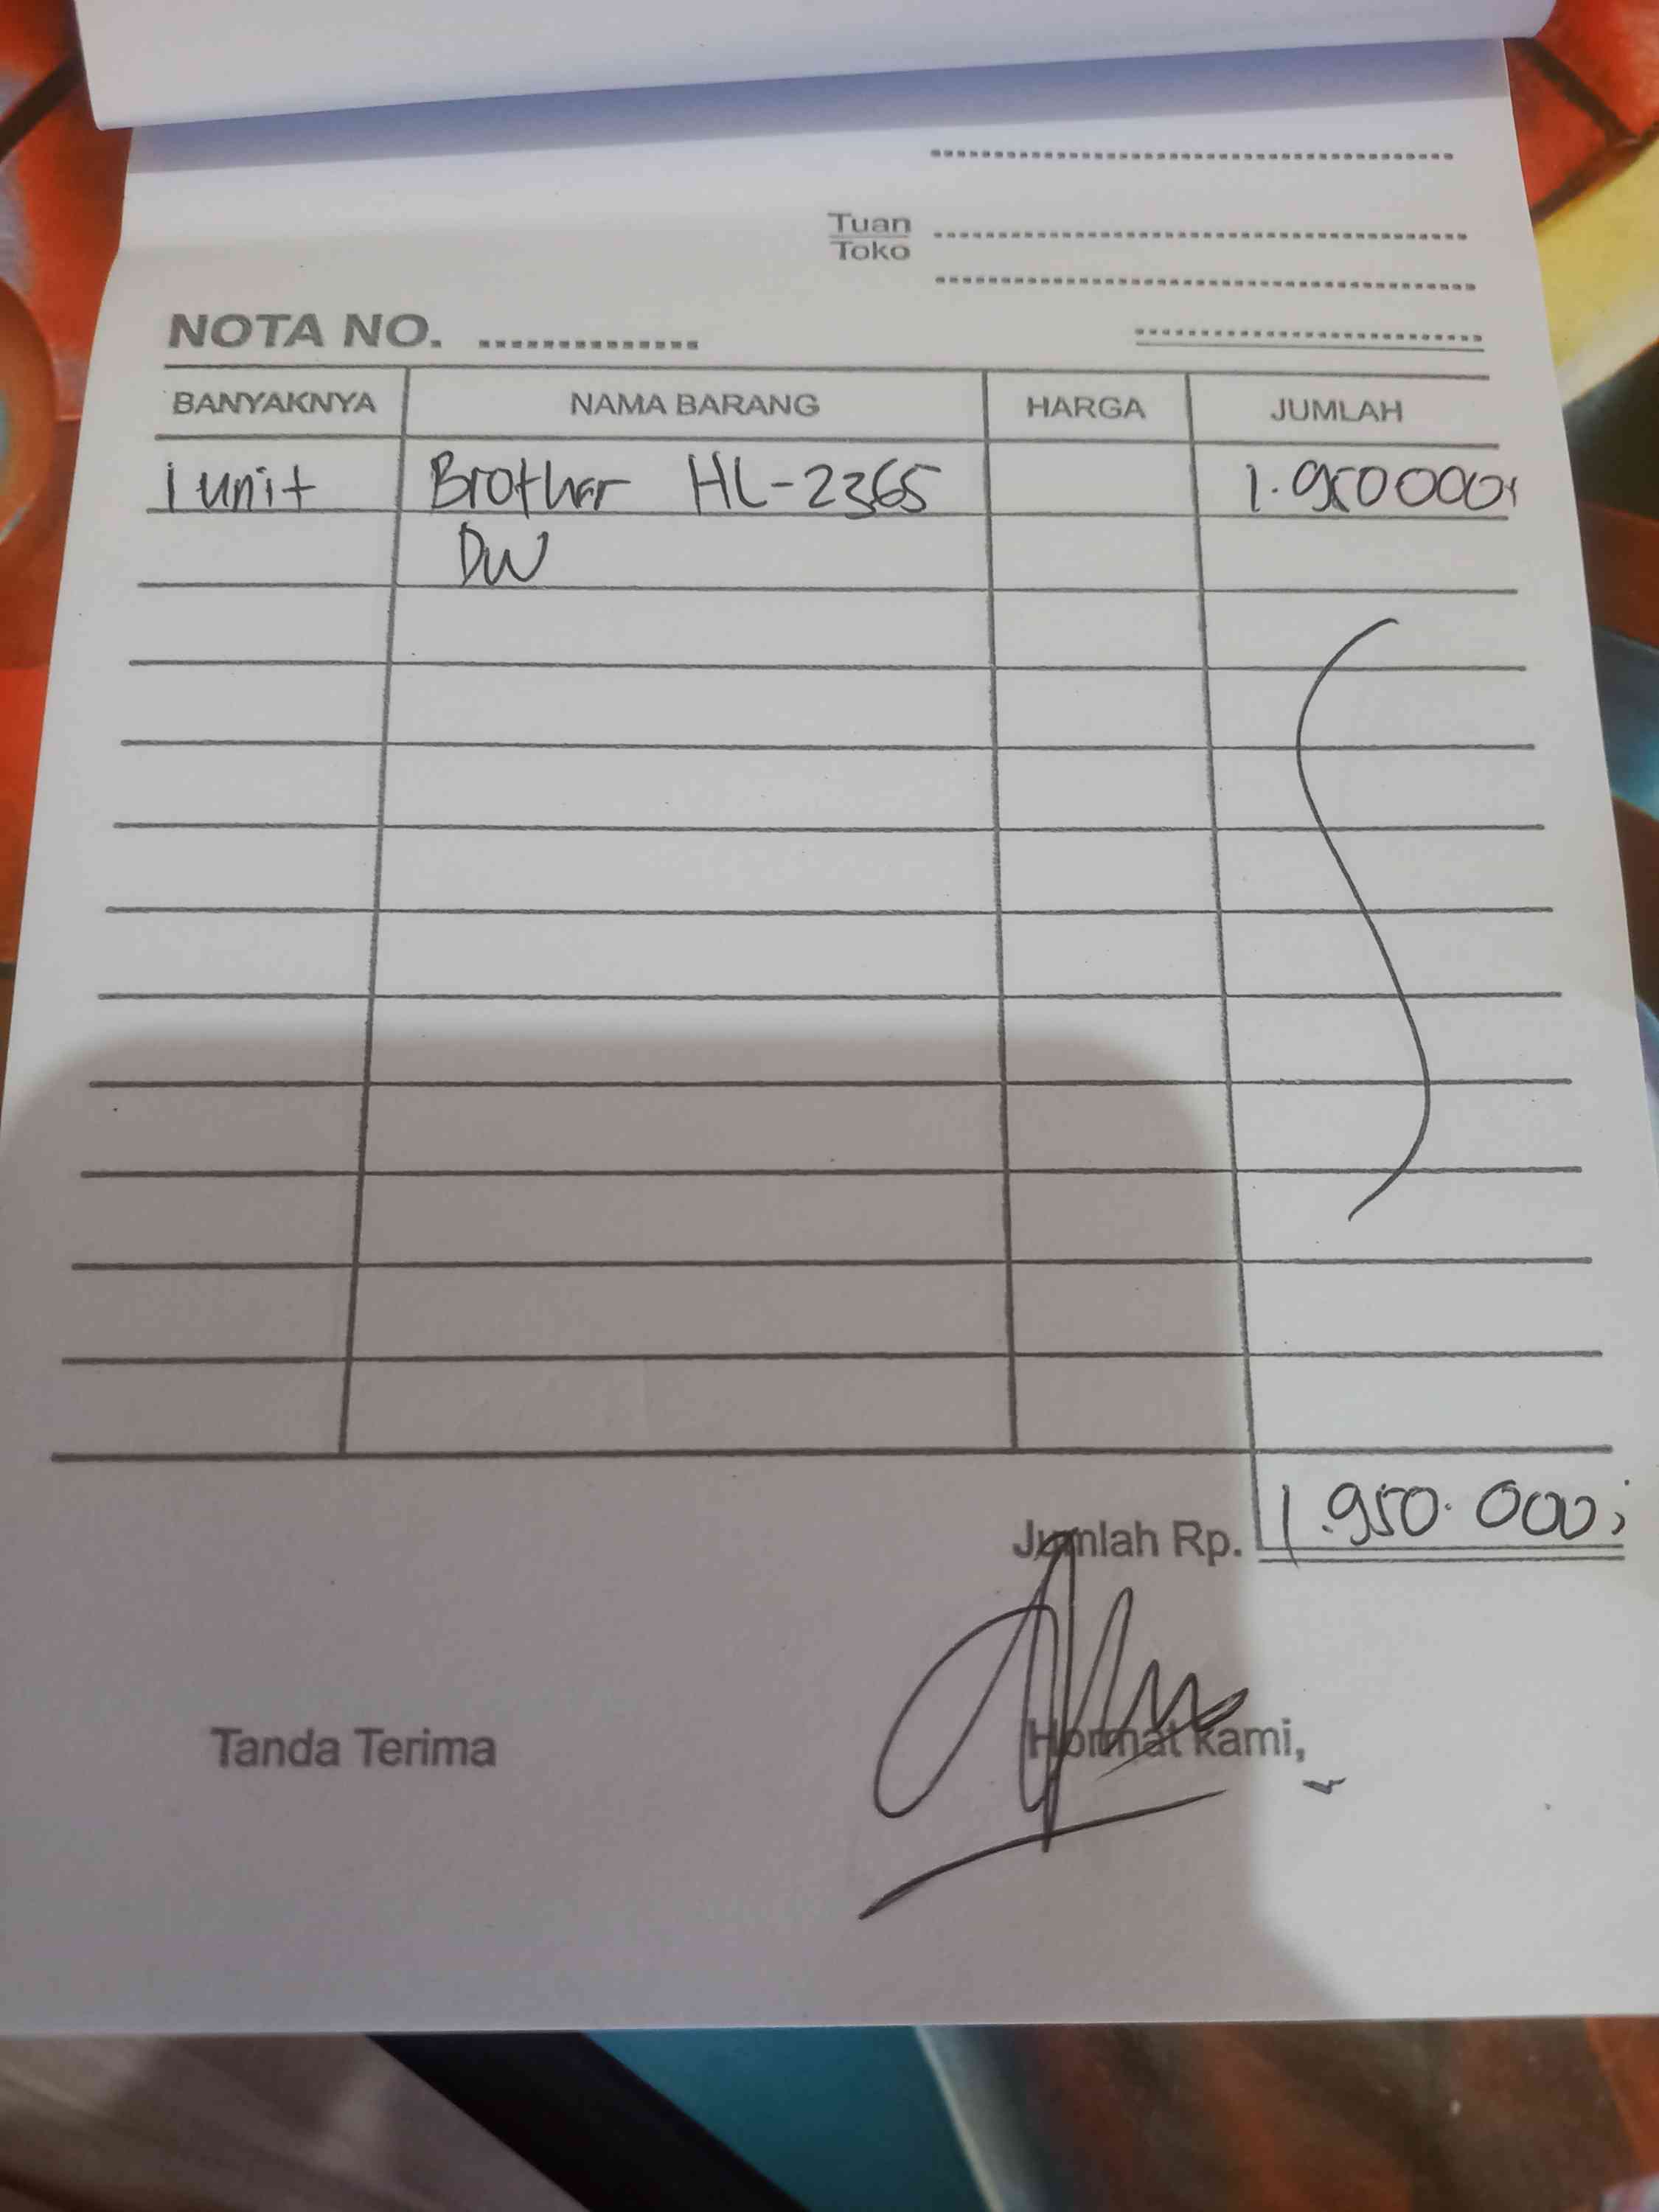 Tuan
Toko
NOTA NO.
BANYAKNYA NAMA BARANG HARGA JUMLAH
1 unit Brother HL-2365 1.950000,
DW
Jumlah Rp. 1.950.000,
Tanda Terima Hormat kami,